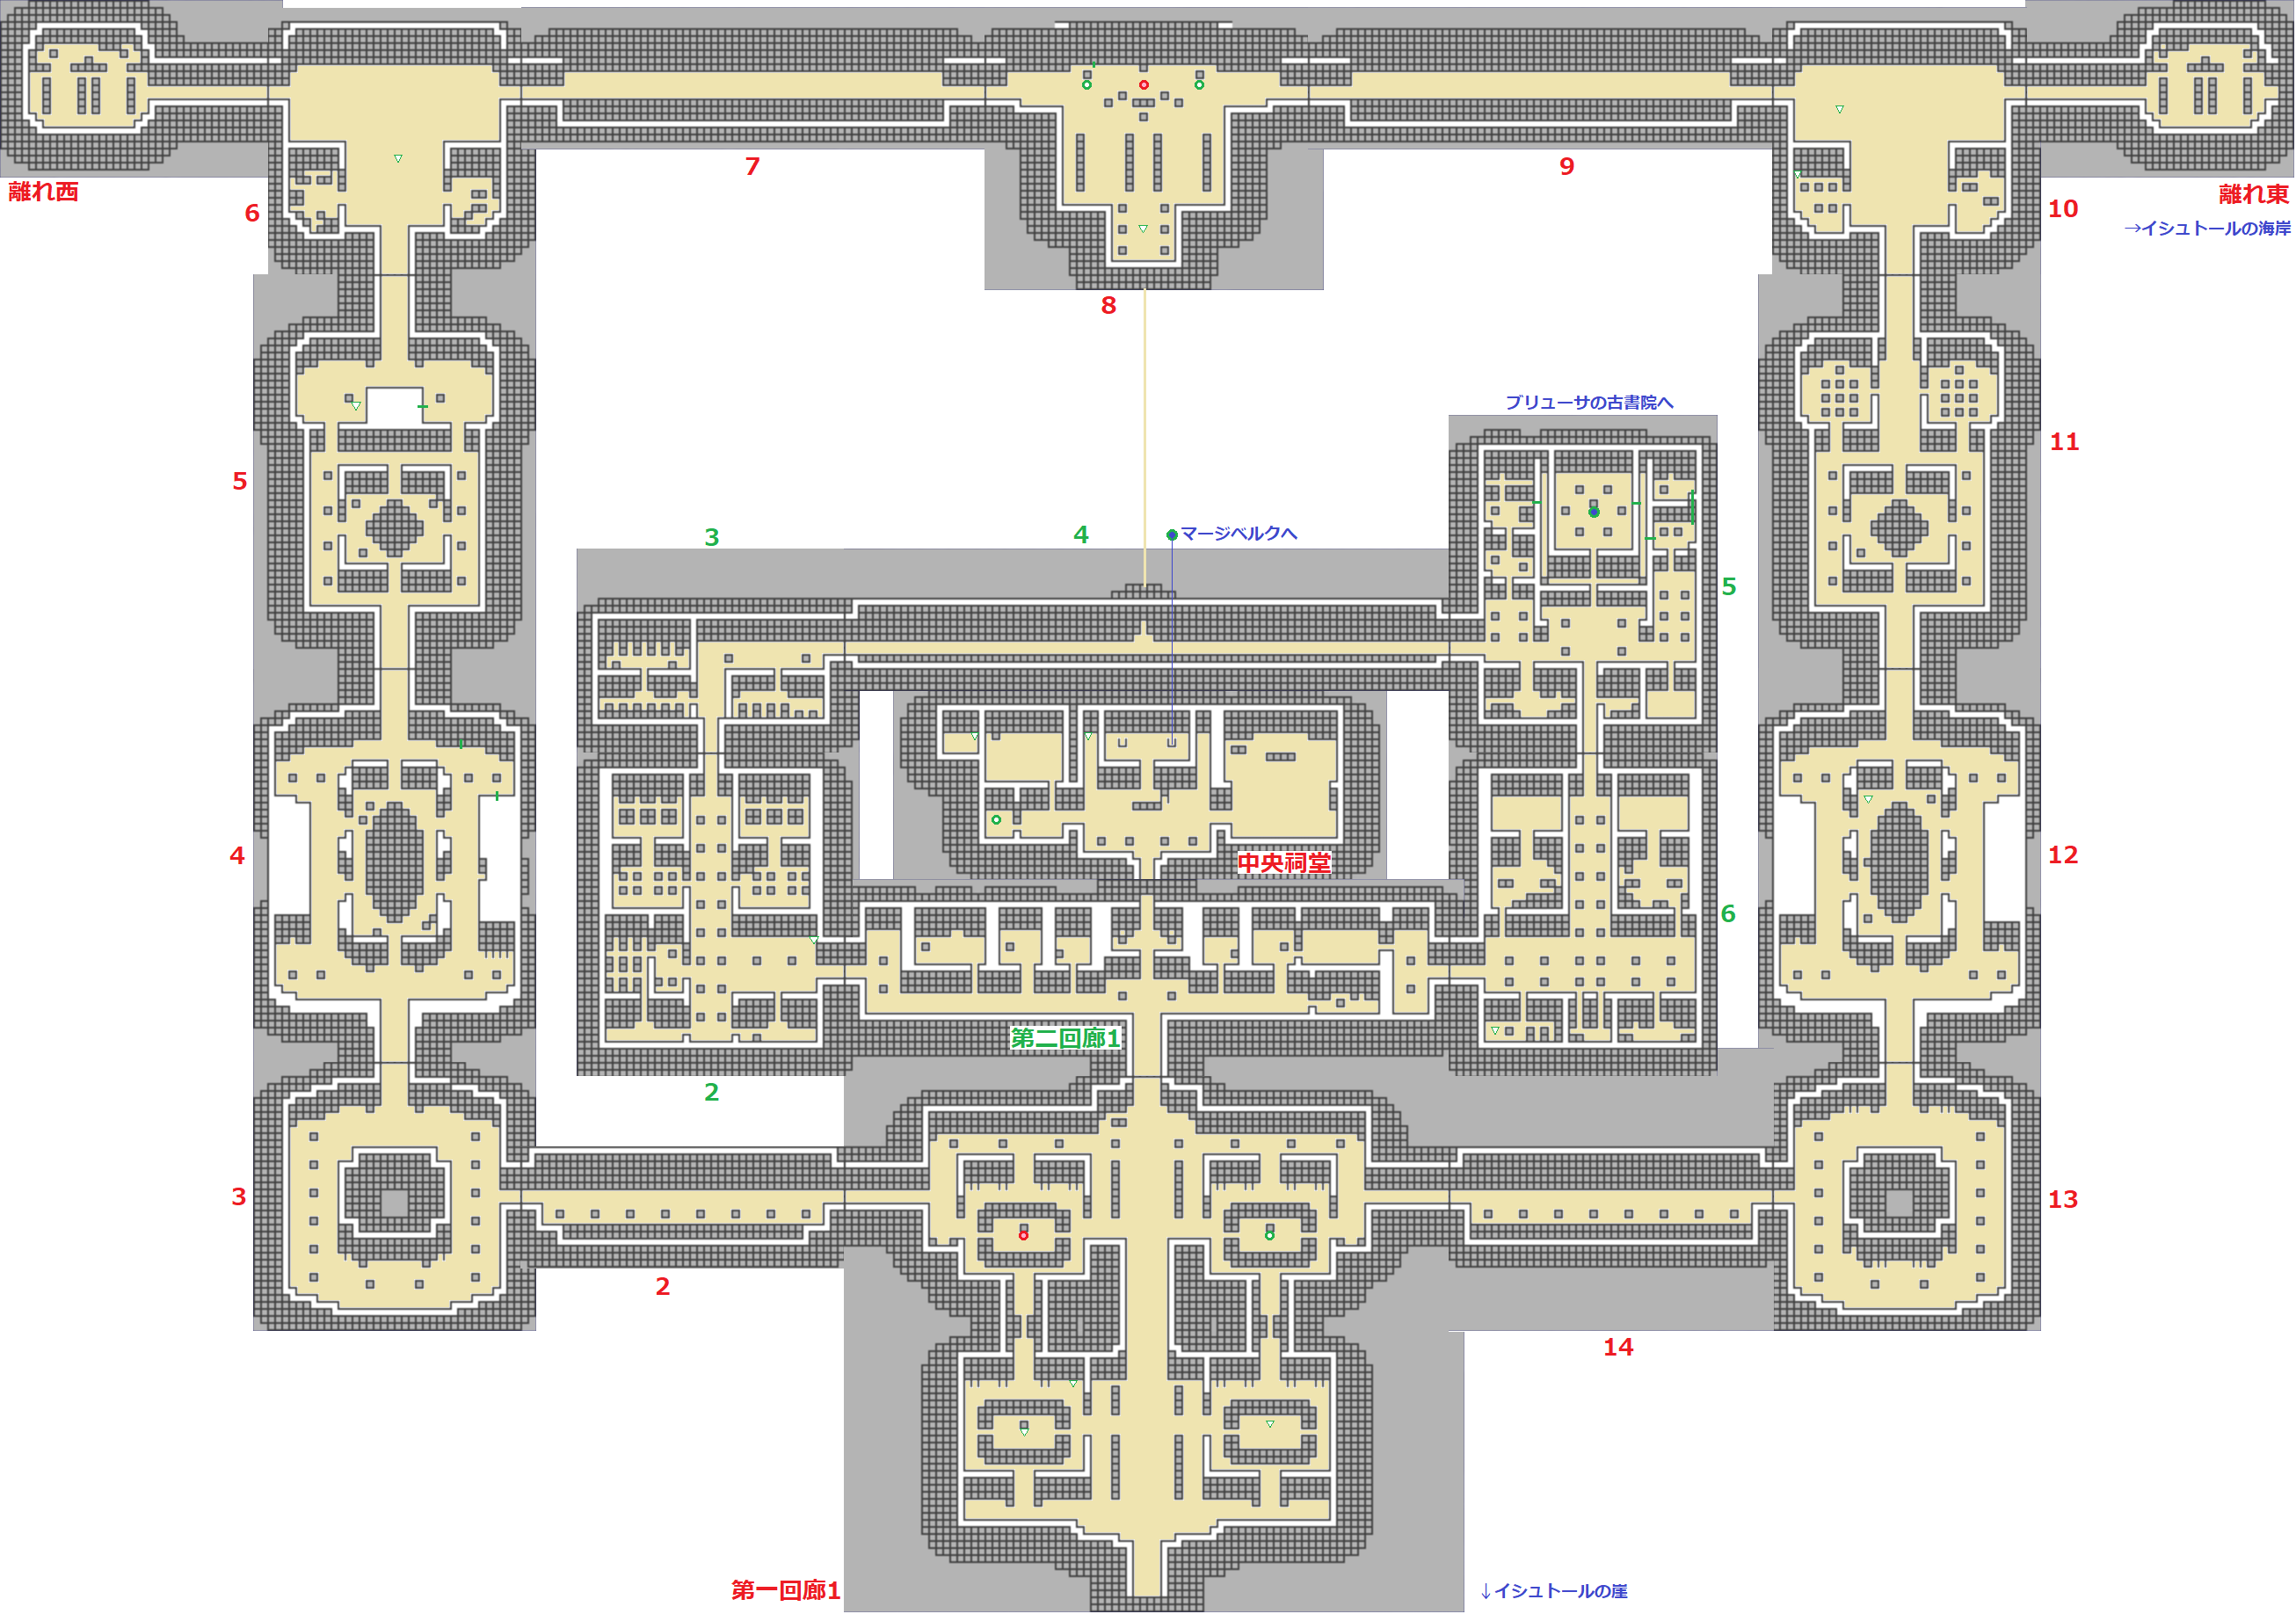 7
9
離れ西
離れ東
6
10
→イシュトールの海岸
8
ブリューサの古書院へ
11
5
3
4
マージベルクへ
5
4
中央祠堂
12
6
第二回廊1
2
3
13
2
14
第一回廊1
↓イシュトールの崖